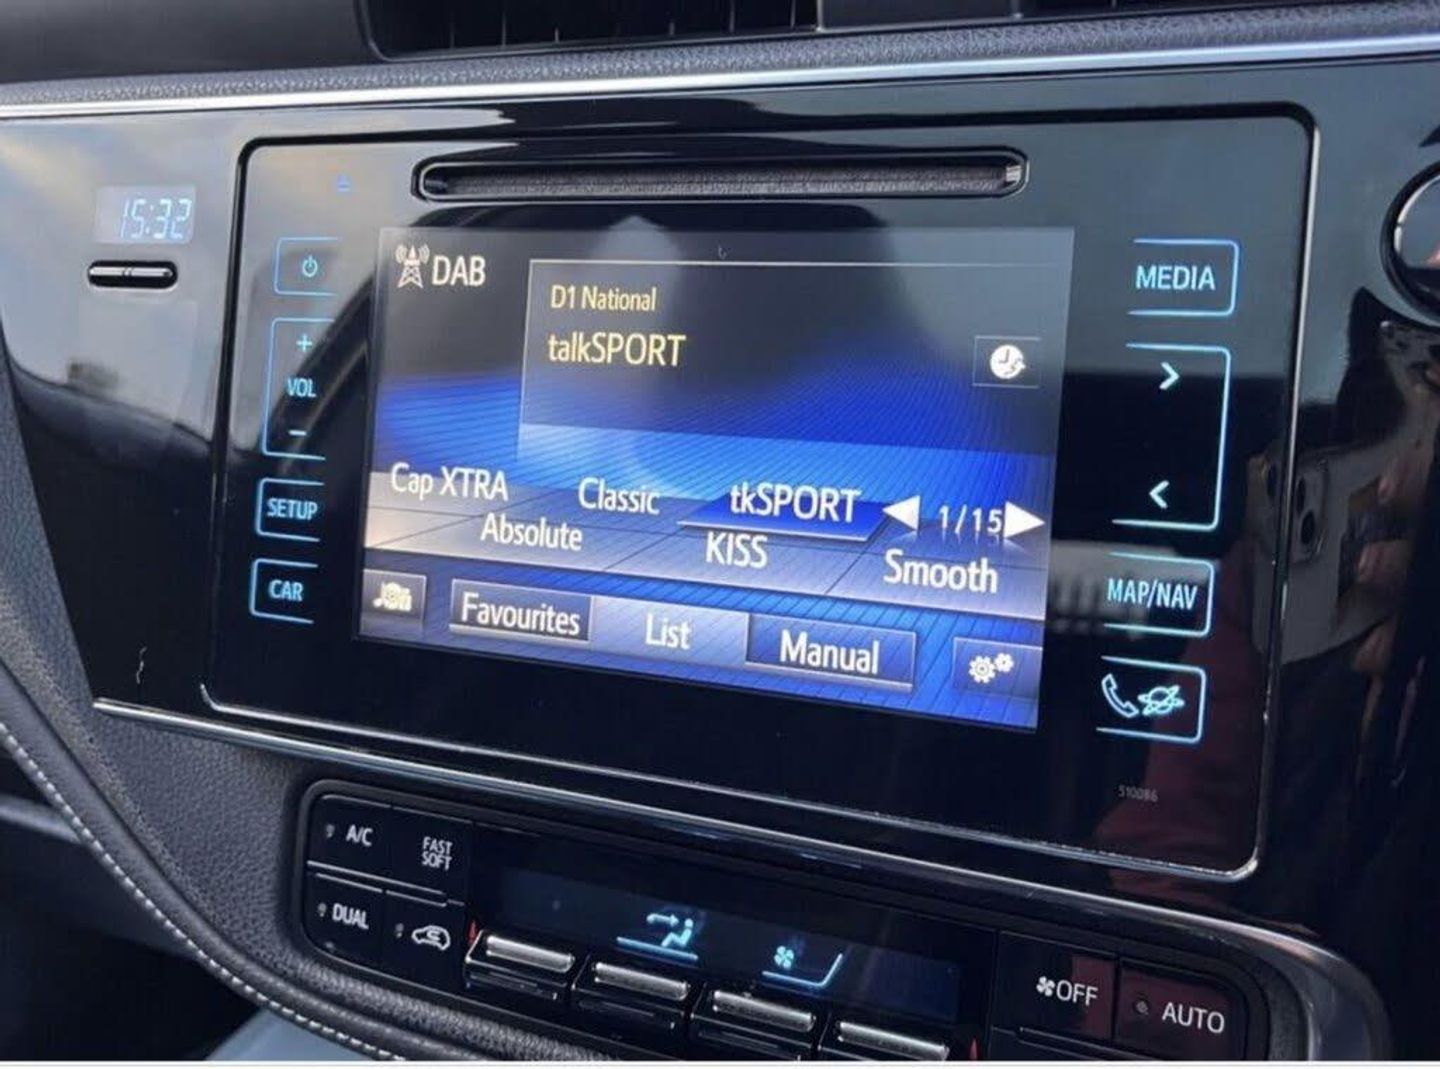 15:32
DAB
D1 National
talkSPORT
Cap XTRA
Classic
tkSPORT
1/15
Absolute
KISS
Smooth
Favourites
List
Manual
+
VOL
-
SETUP
CAR
MEDIA
>
<
MAP/NAV
510086
A/C
FAST
SOFT
DUAL
OFF
AUTO